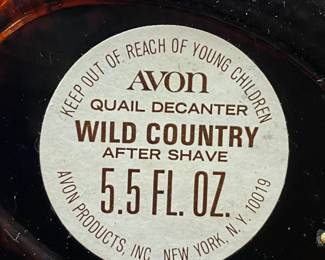 KEEP OUT OF REACH OF YOUNG CHILDREN
AVON
QUAIL DECANTER
WILD COUNTRY
AFTER SHAVE
5.5 FL. OZ.
AVON PRODUCTS, INC. NEW YORK, N.Y. 10019